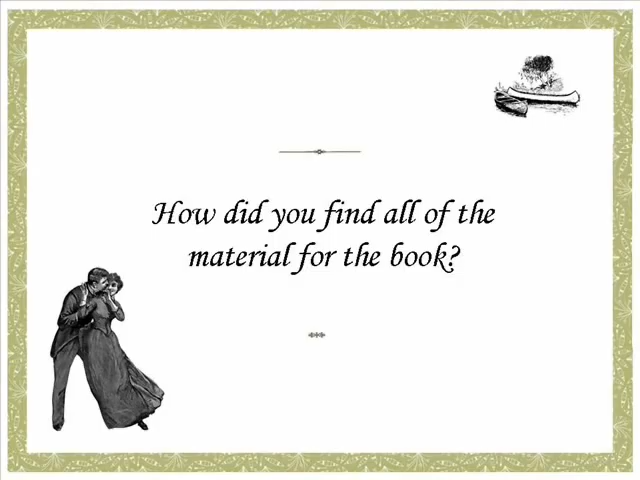 How did you find all of the
material for the book?